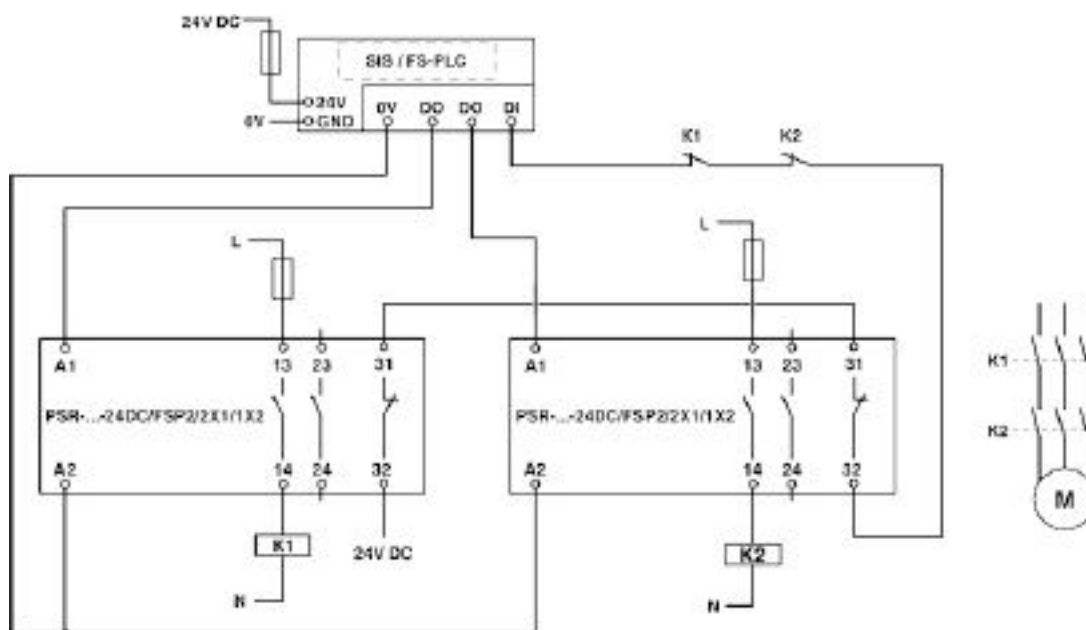 24V DC
SIS / FS-PLC
24V
0V GND
0V DO DO DI
K1 K2
L L
A1 13 23 31 A1 13 23 31
K1
PSR-...-24DC/FSP2/2X1/1X2 PSR-...-24DC/FSP2/2X1/1X2
K2
A2 14 24 32 A2 14 24 32
M
K1 24V DC K2
N N